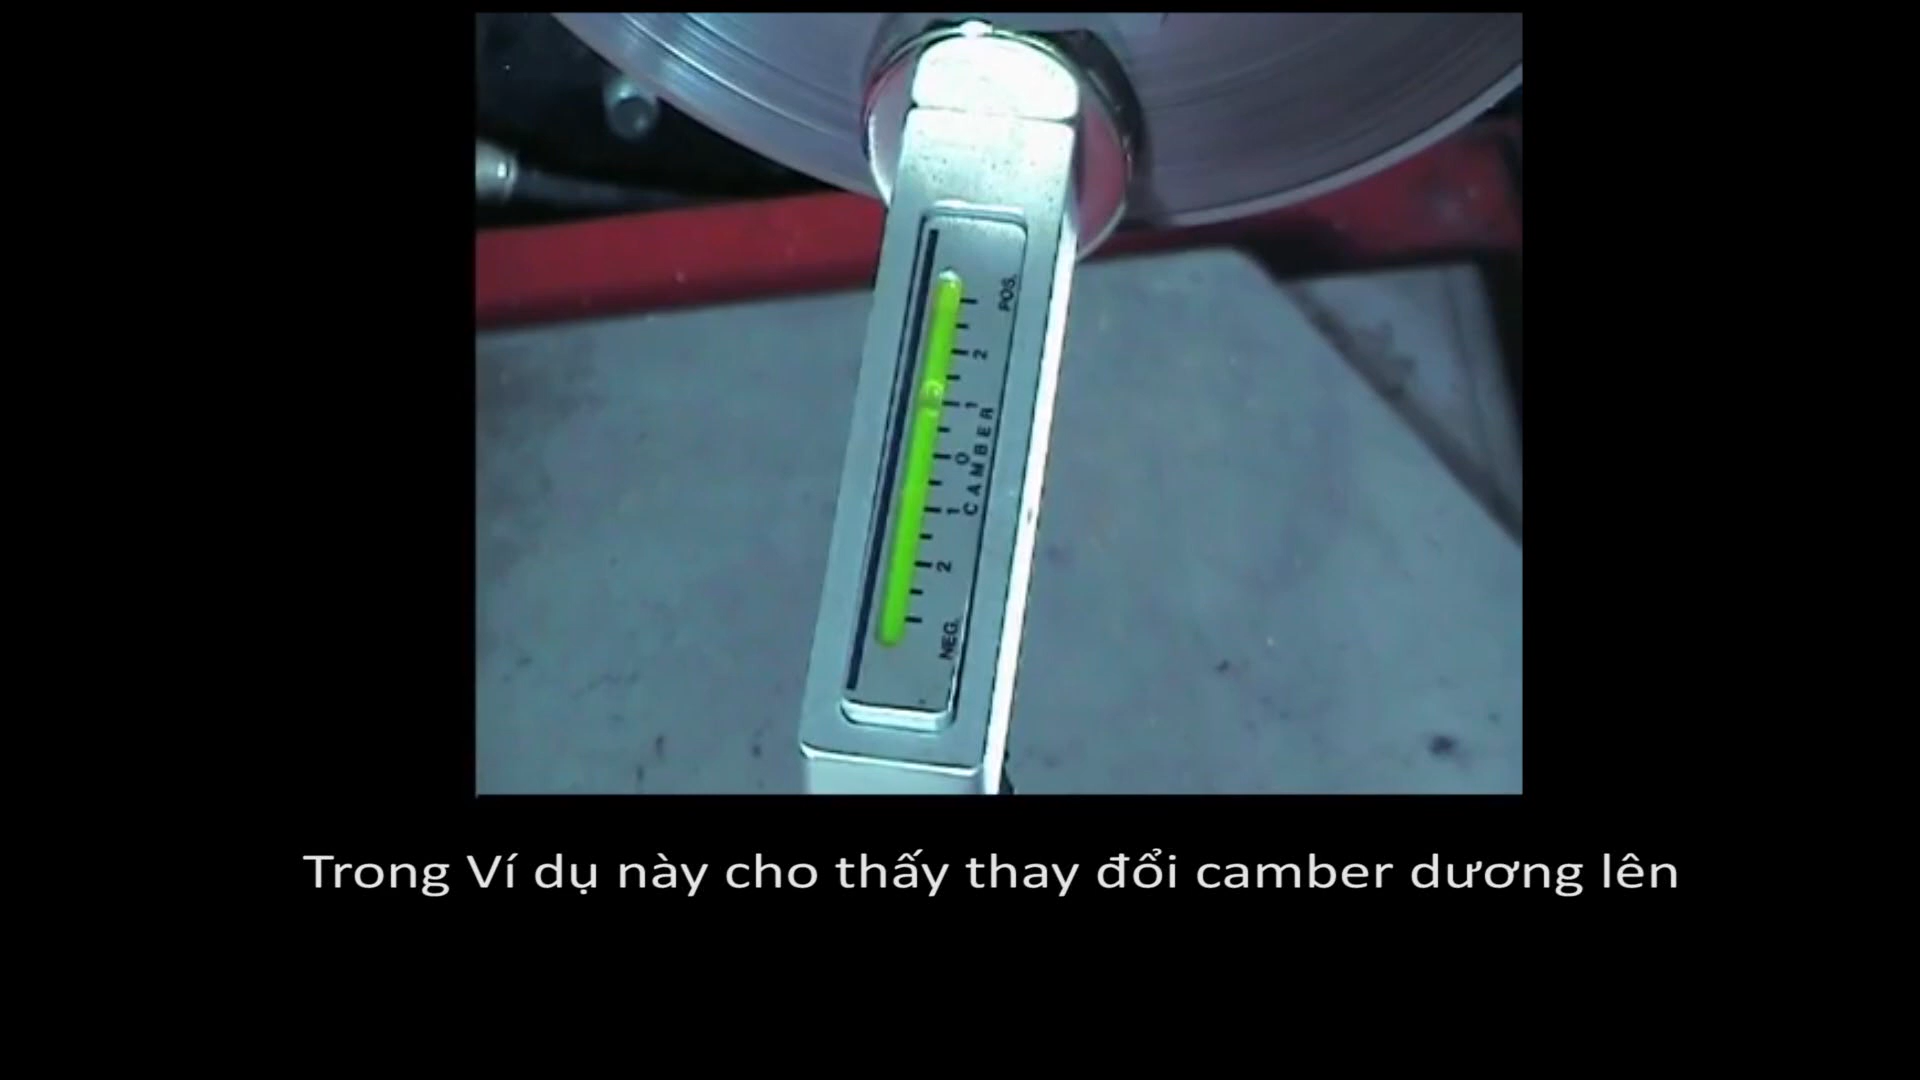 POS.
2
1
0
CAMBER
1
2
NEG.
Trong Ví dụ này cho thấy thay đổi camber dương lên